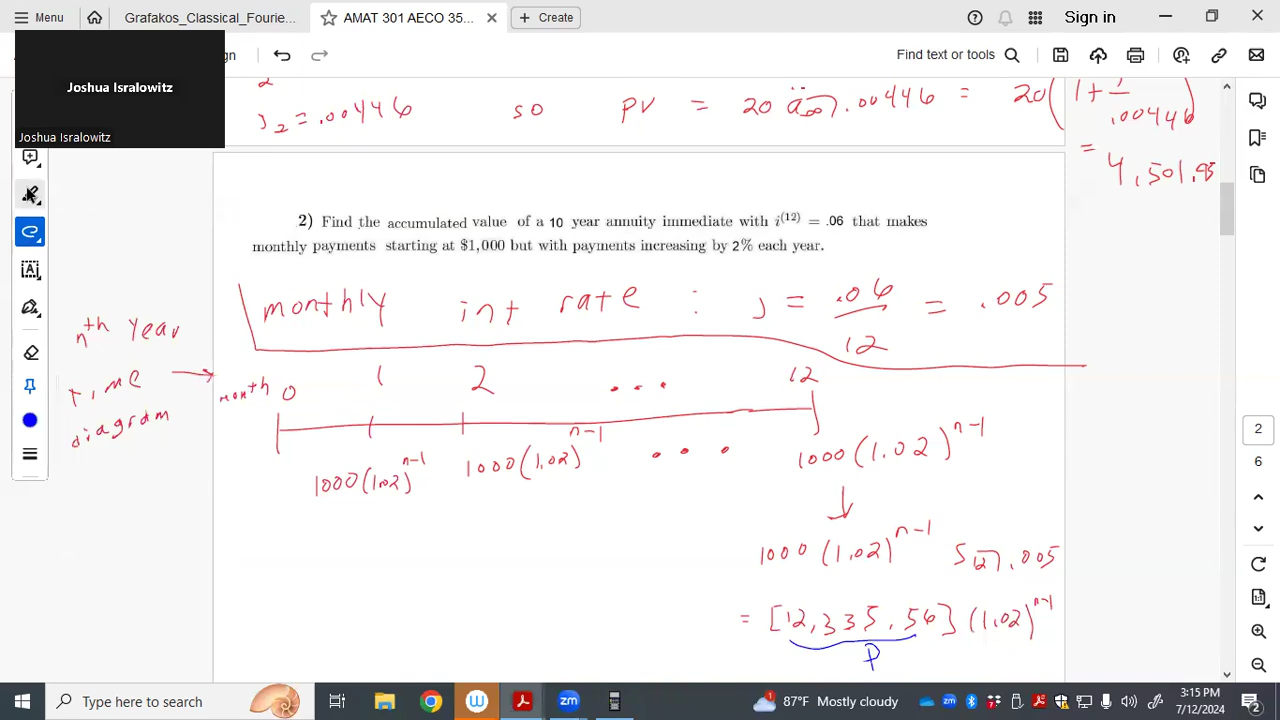 Menu
Grafakos_Classical_Fourie...
AMAT 301 AECO 35...
Create
Sign in
gn
Find text or tools
Joshua Isralowitz
Joshua Isralowitz
j₂ = .00446 so PV = 20 ä∞⌝.00446 = 20(1 + 1/.00446)
= 4,501.95
2) Find the accumulated value of a 10 year annuity immediate with i⁽¹²⁾ = .06 that makes
monthly payments starting at $1,000 but with payments increasing by 2% each year.
monthly int rate : j = .06/12 = .005
nth Year
time
diagram
month 0 1 2 ... 12
1000(1.02)^n-1 1000(1.02)^n-1 ... 1000(1.02)^n-1
1000(1.02)^n-1 s12⌝.005
= [12,335.56](1.02)^n-1
P
2
6
Type here to search
87°F Mostly cloudy
3:15 PM
7/12/2024
2